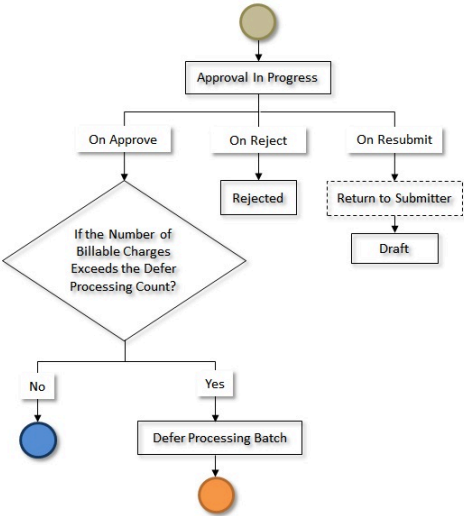 Approval In Progress
On Approve
On Reject
On Resubmit
Rejected
Return to Submitter
Draft
If the Number of
Billable Charges
Exceeds the Defer
Processing Count?
No
Yes
Defer Processing Batch